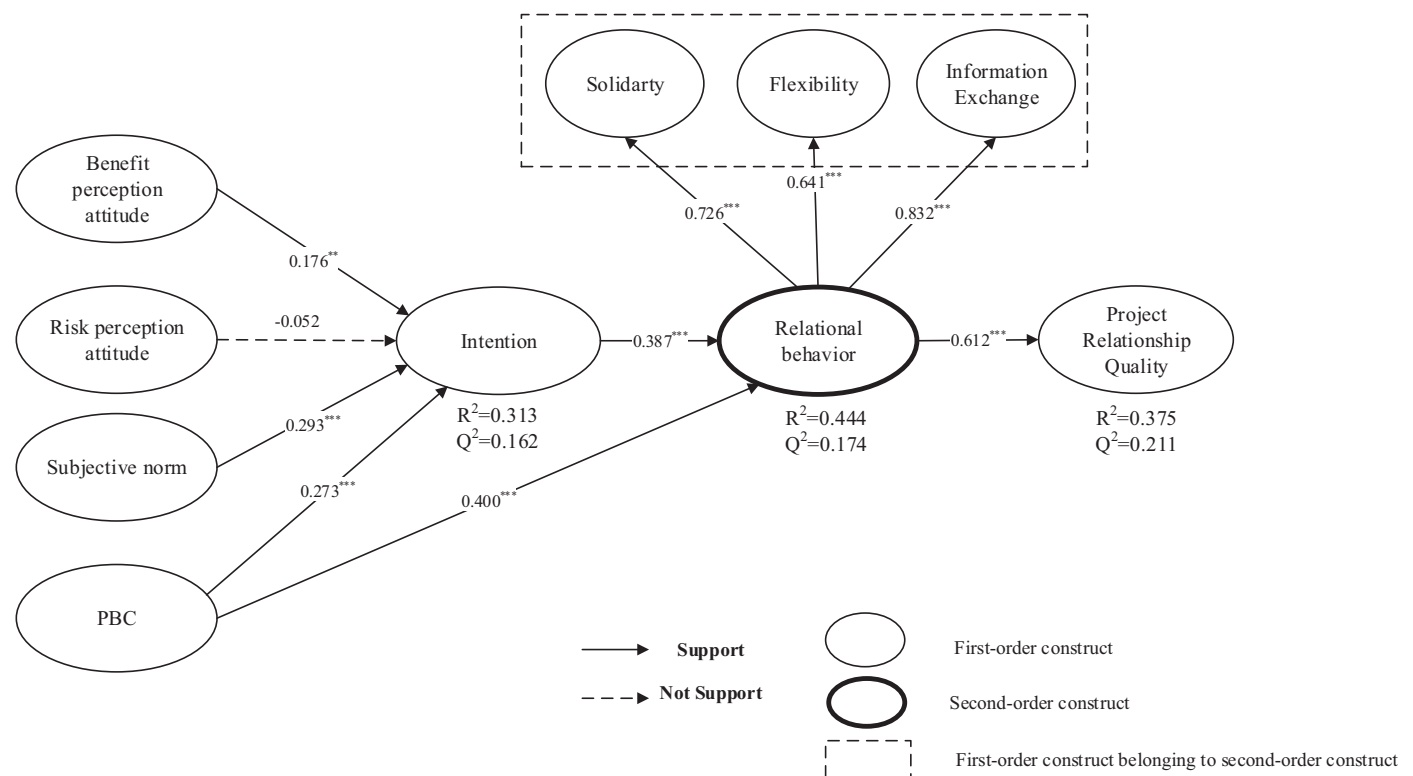 Solidarty
Flexibility
Information
Exchange
Benefit
perception
attitude
0.726***
0.641***
0.832***
0.176**
Risk perception
attitude
-0.052
Intention
0.387***
Relational
behavior
0.612***
Project
Relationship
Quality
R²=0.313
Q²=0.162
R²=0.444
Q²=0.174
R²=0.375
Q²=0.211
Subjective norm
0.293***
0.273***
0.400***
PBC
Support
Not Support
First-order construct
Second-order construct
First-order construct belonging to second-order construct